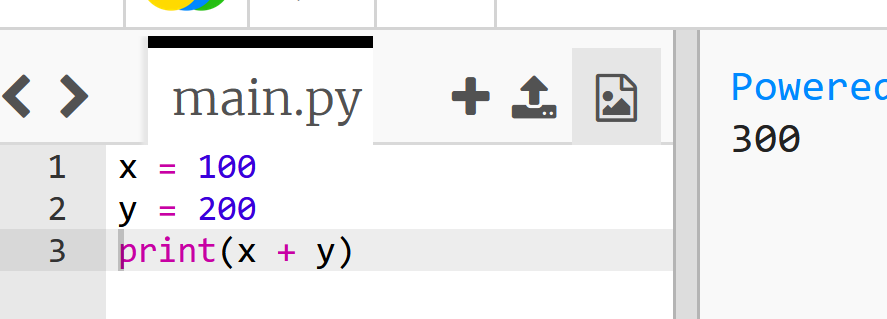 main.py
1 x = 100
2 y = 200
3 print(x + y)
Powered
300